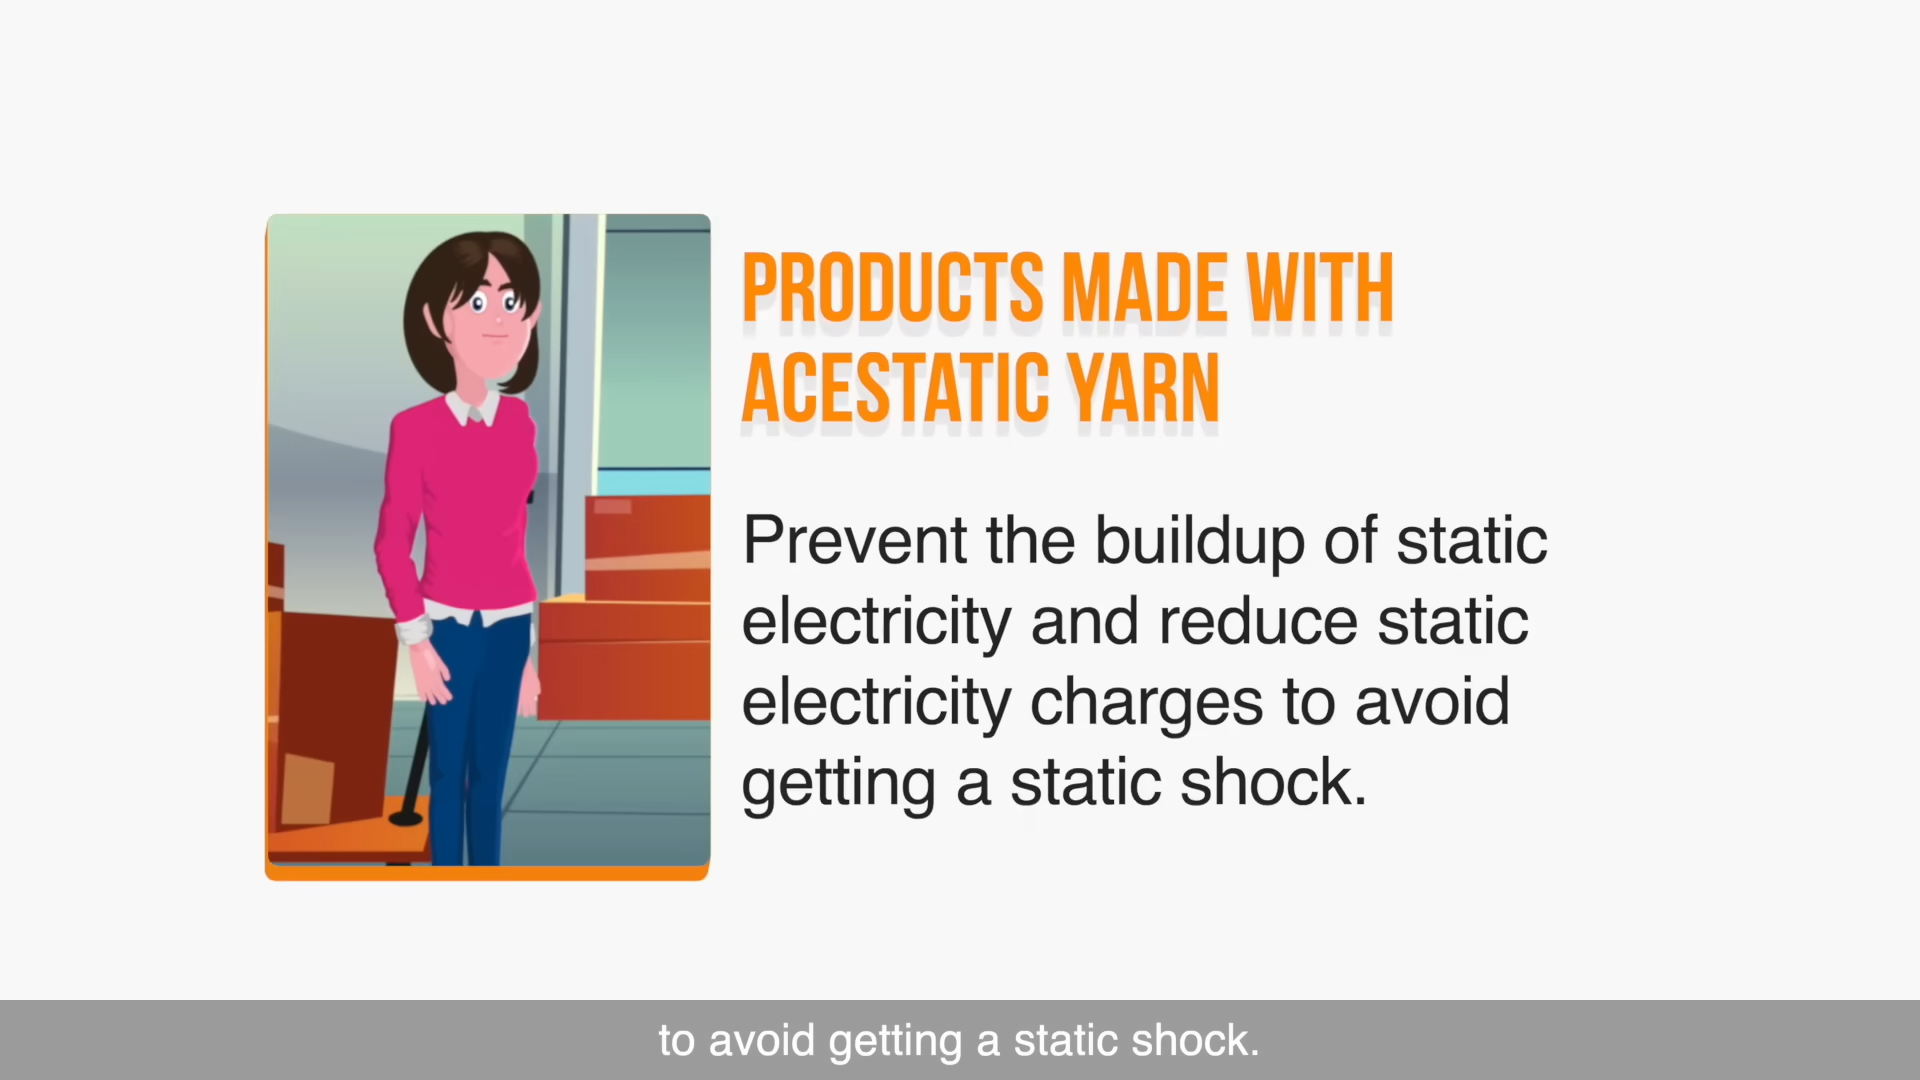 PRODUCTS MADE WITH
ACESTATIC YARN
Prevent the buildup of static
electricity and reduce static
electricity charges to avoid
getting a static shock.
to avoid getting a static shock.